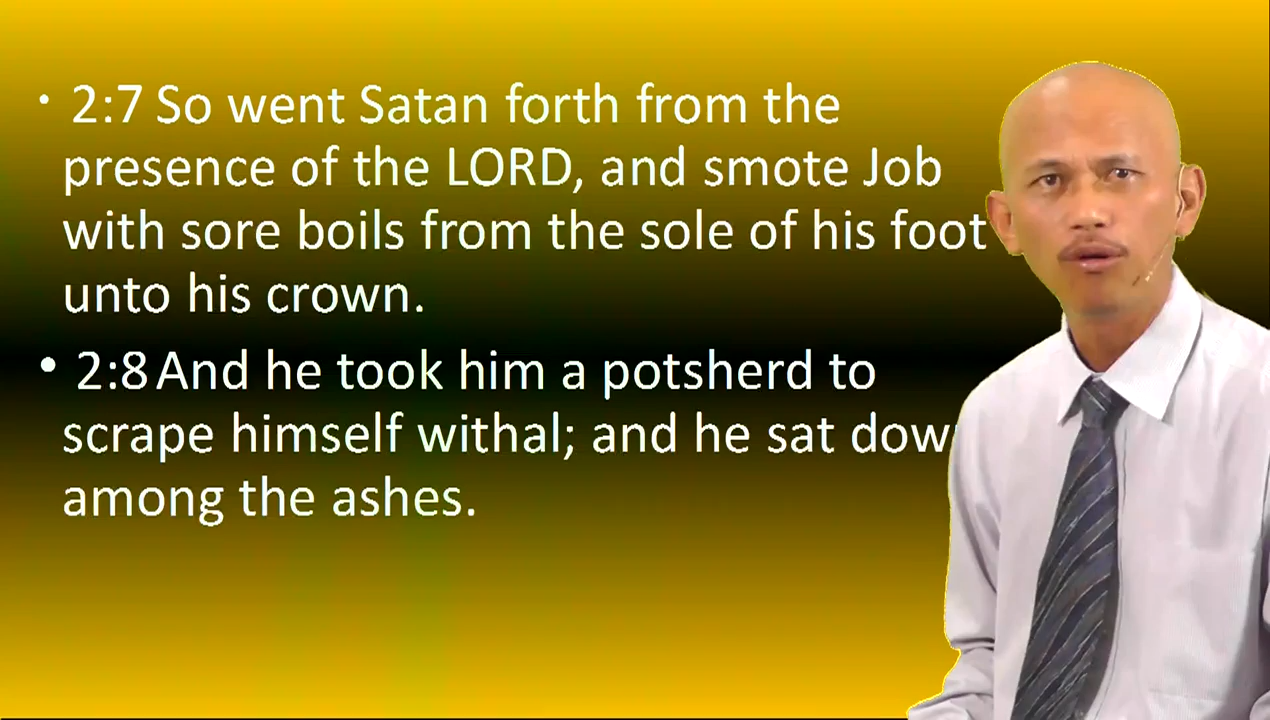 • 2:7 So went Satan forth from the
presence of the LORD, and smote Job
with sore boils from the sole of his foot
unto his crown.
• 2:8 And he took him a potsherd to
scrape himself withal; and he sat dow
among the ashes.